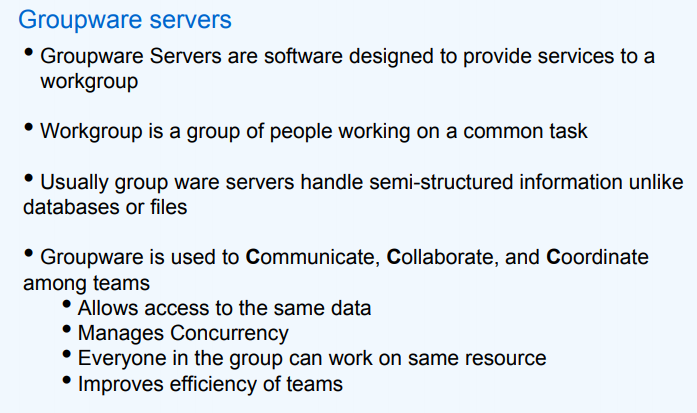 Groupware servers
• Groupware Servers are software designed to provide services to a
workgroup
• Workgroup is a group of people working on a common task
• Usually group ware servers handle semi-structured information unlike
databases or files
• Groupware is used to Communicate, Collaborate, and Coordinate
among teams
• Allows access to the same data
• Manages Concurrency
• Everyone in the group can work on same resource
• Improves efficiency of teams